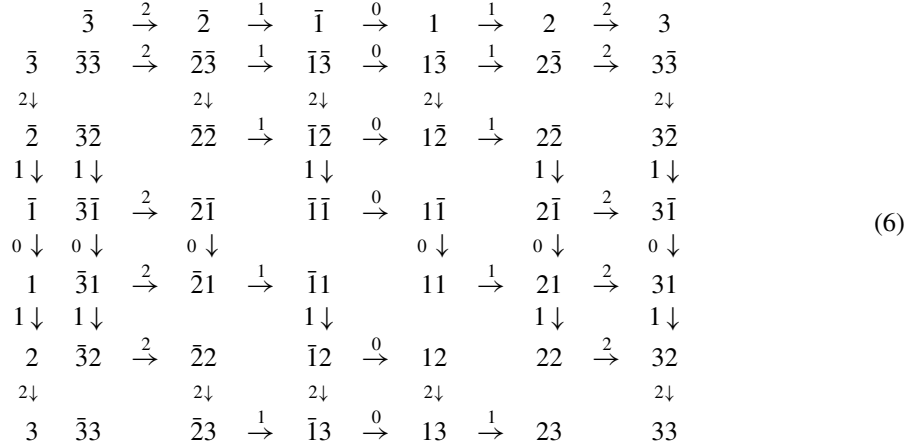 3̄ →2 2̄ →1 1̄ →0 1 →1 2 →2 3
3̄ 3̄3̄ →2 2̄3̄ →1 1̄3̄ →0 13̄ →1 23̄ →2 33̄
2↓ 2↓ 2↓ 2↓ 2↓
2̄ 3̄2̄ 2̄2̄ →1 1̄2̄ →0 12̄ →1 22̄ 32̄
1↓ 1↓ 1↓ 1↓ 1↓
1̄ 3̄1̄ →2 2̄1̄ 1̄1̄ →0 11̄ 21̄ →2 31̄ (6)
0↓ 0↓ 0↓ 0↓ 0↓ 0↓
1 3̄1 →2 2̄1 →1 1̄1 11 →1 21 →2 31
1↓ 1↓ 1↓ 1↓ 1↓
2 3̄2 →2 2̄2 1̄2 →0 12 22 →2 32
2↓ 2↓ 2↓ 2↓ 2↓
3 3̄3 2̄3 →1 1̄3 →0 13 →1 23 33